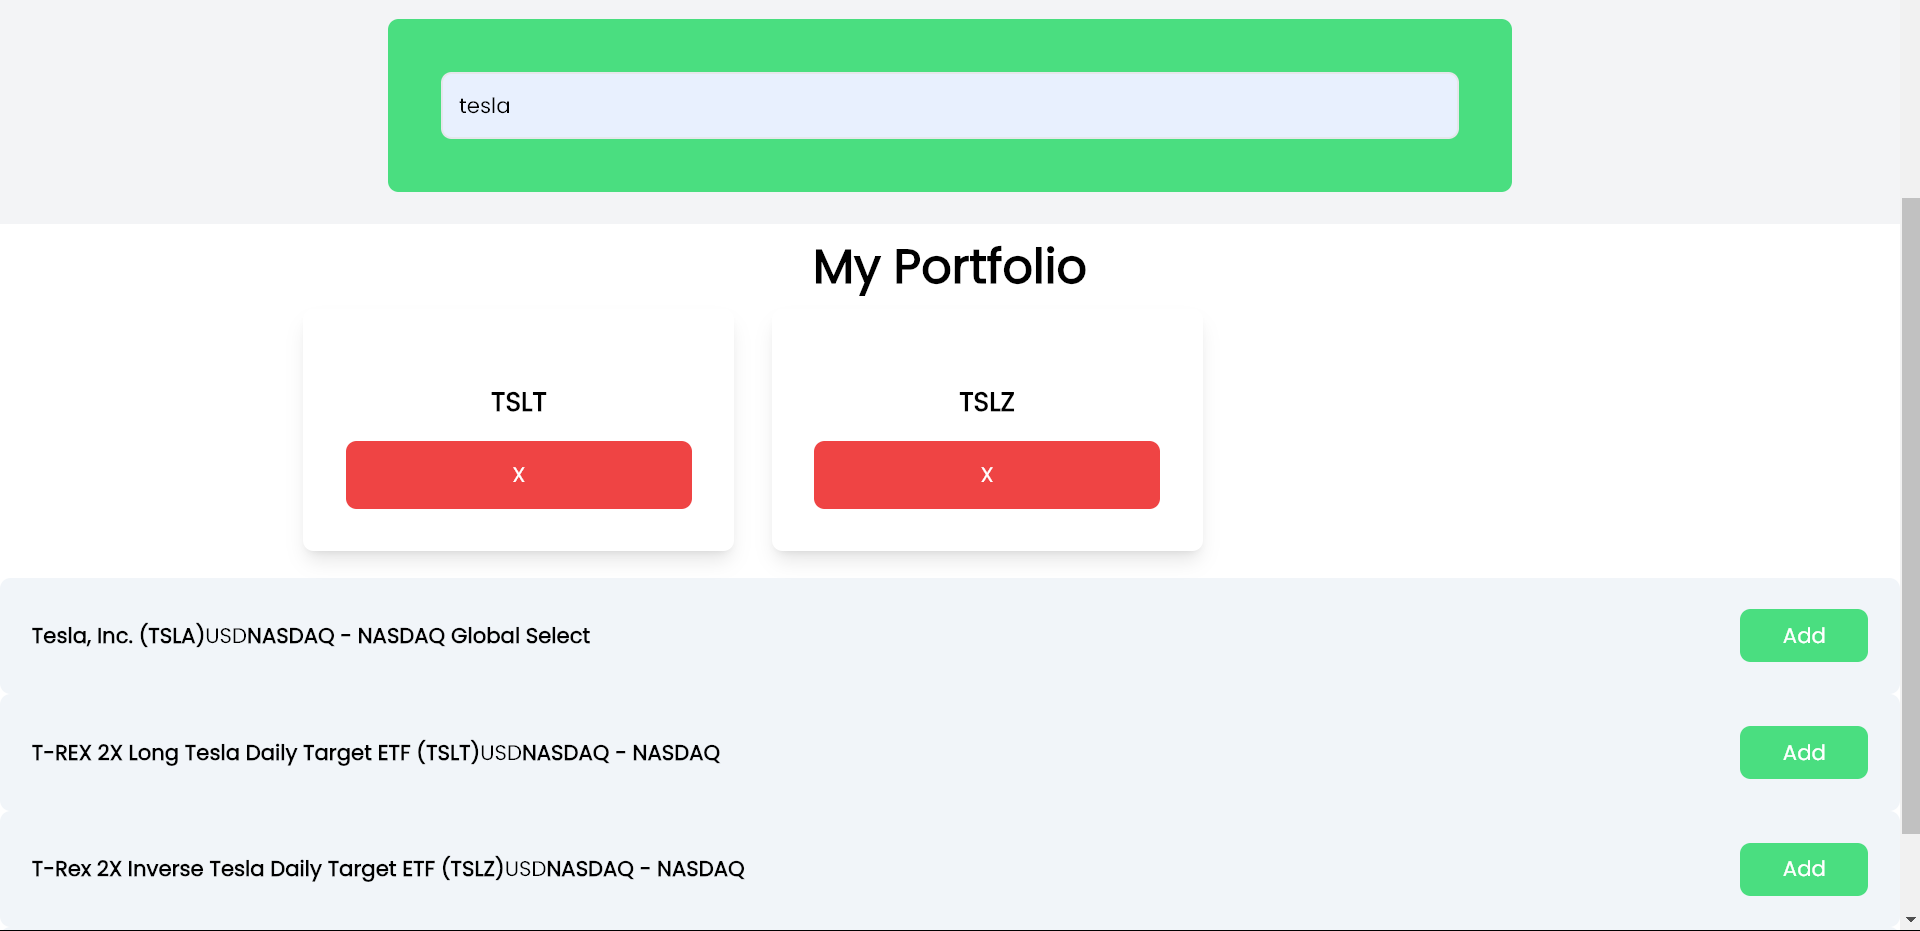 tesla
My Portfolio
TSLT
TSLZ
X
X
Tesla, Inc. (TSLA)USDNASDAQ - NASDAQ Global Select
Add
T-REX 2X Long Tesla Daily Target ETF (TSLT)USDNASDAQ - NASDAQ
Add
T-Rex 2X Inverse Tesla Daily Target ETF (TSLZ)USDNASDAQ - NASDAQ
Add